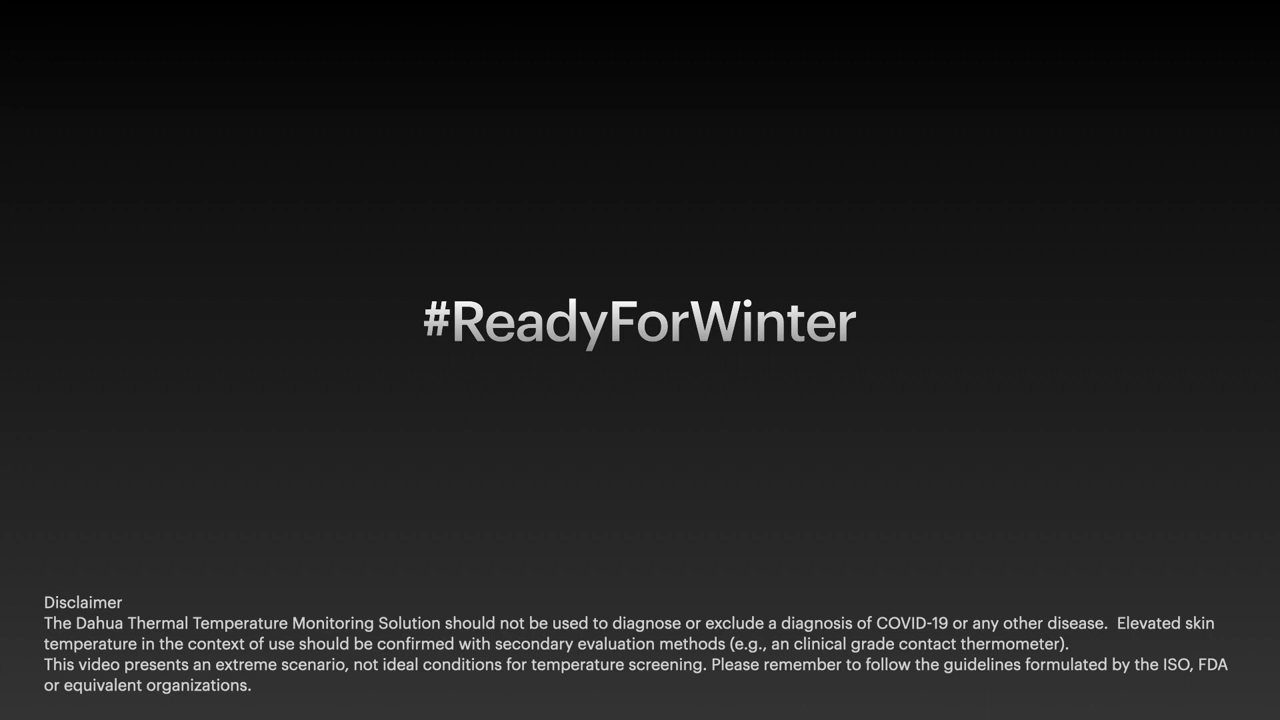 #ReadyForWinter
Disclaimer
The Dahua Thermal Temperature Monitoring Solution should not be used to diagnose or exclude a diagnosis of COVID-19 or any other disease.  Elevated skin
temperature in the context of use should be confirmed with secondary evaluation methods (e.g., an clinical grade contact thermometer).
This video presents an extreme scenario, not ideal conditions for temperature screening. Please remember to follow the guidelines formulated by the ISO, FDA
or equivalent organizations.